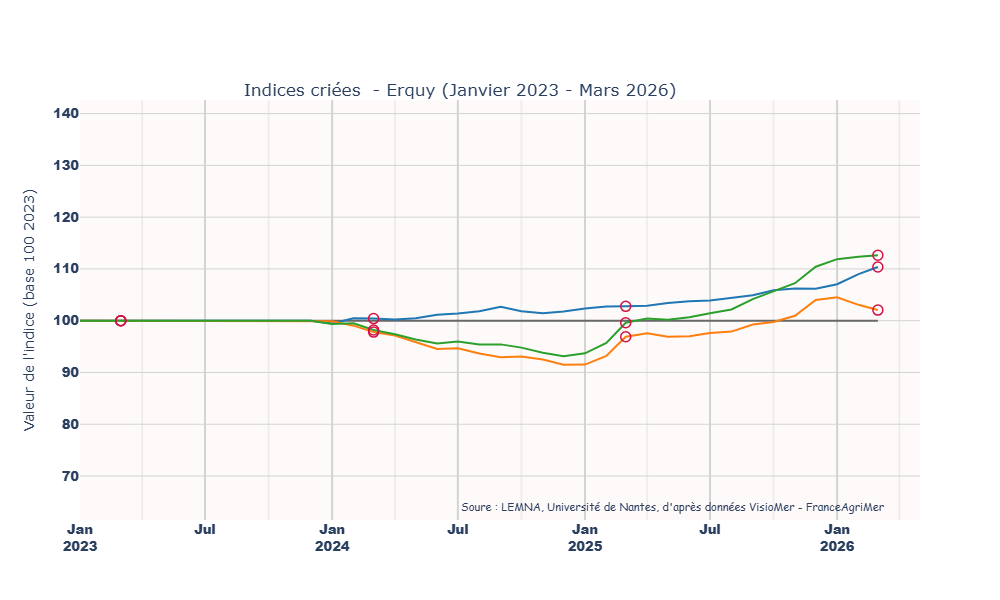 Indices criées  - Erquy (Janvier 2023 - Mars 2026)
Valeur de l'indice (base 100 2023)
140
130
120
110
100
90
80
70
Soure : LEMNA, Université de Nantes, d'après données VisioMer - FranceAgriMer
Jan Jul Jan Jul Jan Jul Jan
2023 2024 2025 2026